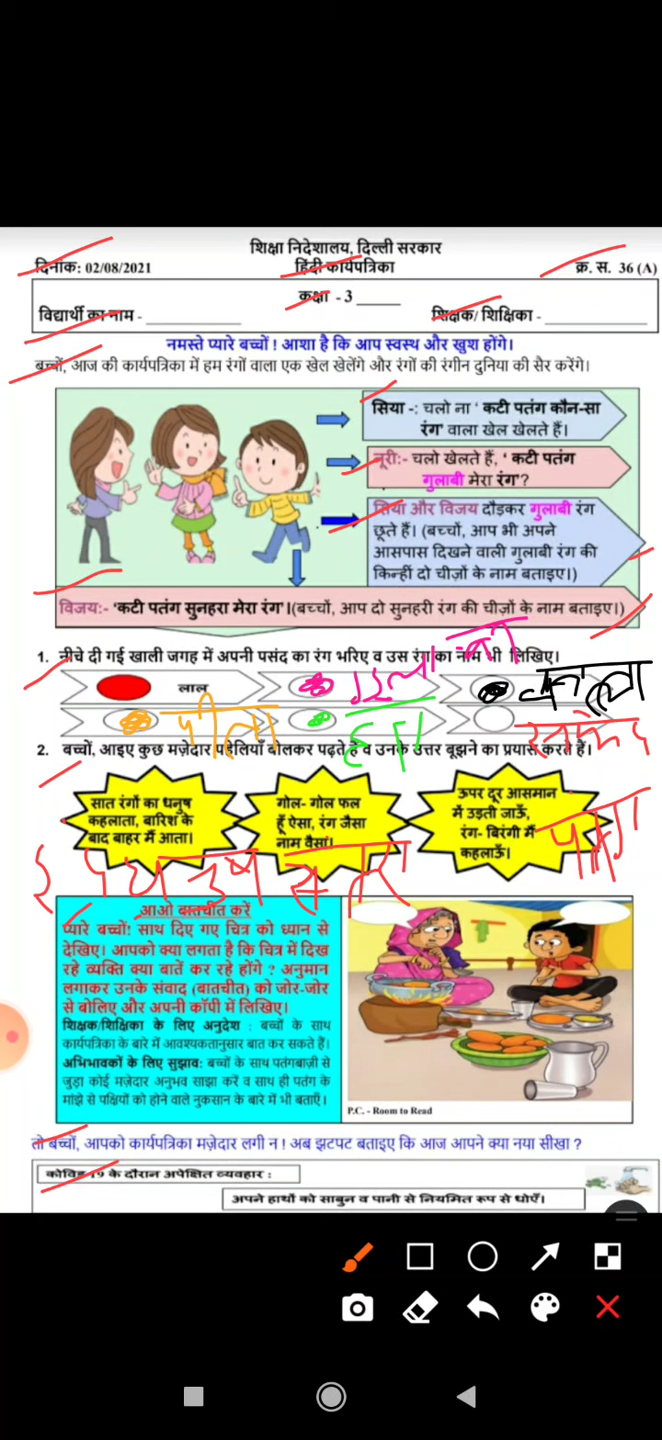 शिक्षा निदेशालय, दिल्ली सरकार
दिनांक: 02/08/2021
हिंदी कार्यपत्रिका
क्र. स. 36 (A)
कक्षा - 3 _____
विद्यार्थी का नाम - ____________
शिक्षक/ शिशिका - ____________
नमस्ते प्यारे बच्चों ! आशा है कि आप स्वस्थ और खुश होंगे।
बच्चों, आज की कार्यपत्रिका में हम रंगों वाला एक खेल खेलेंगे और रंगों की रंगीन दुनिया की सैर करेंगे।
सिया -: चलो ना ' कटी पतंग कौन-सा
रंग' वाला खेल खेलते हैं।
नूरी:- चलो खेलते हैं, ' कटी पतंग
गुलाबी मेरा रंग'?
सिया और विजय दौड़कर गुलाबी रंग
छूते हैं। (बच्चों, आप भी अपने
आसपास दिखने वाली गुलाबी रंग की
किन्हीं दो चीज़ों के नाम बताइए।)
विजय:- 'कटी पतंग सुनहरा मेरा रंग' ।(बच्चों, आप दो सुनहरी रंग की चीज़ों के नाम बताइए।)
1. नीचे दी गई खाली जगह में अपनी पसंद का रंग भरिए व उस रंग का नाम भी लिखिए।
लाल
पीला
हरा
2. बच्चों, आइए कुछ मज़ेदार पहेलियाँ बोलकर पढ़ते हैं व उनके उत्तर बूझने का प्रयास करते हैं।
सात रंगों का धनुष
कहलाता, बारिश के
बाद बाहर मैं आता।
गोल- गोल फल
हूँ ऐसा, रंग जैसा
नाम वैसा।
ऊपर दूर आसमान
में उड़ती जाऊँ,
रंग- बिरंगी मैं
कहलाऊँ।
संतरा
आओ बातचीत करें
प्यारे बच्चों! साथ दिए गए चित्र को ध्यान से
देखिए। आपको क्या लगता है कि चित्र में दिख
रहे व्यक्ति क्या बातें कर रहे होंगे ? अनुमान
लगाकर उनके संवाद (बातचीत) को जोर-जोर
से बोलिए और अपनी कॉपी में लिखिए।
शिक्षक/शिक्षिका के लिए अनुदेश : बच्चों के साथ
कार्यपत्रिका के बारे में आवश्यकतानुसार बात कर सकते हैं।
अभिभावकों के लिए सुझाव: बच्चों के साथ पतंगबाज़ी से
जुड़ा कोई मज़ेदार अनुभव साझा करें व साथ ही पतंग के
मांझे से पक्षियों को होने वाले नुकसान के बारे में भी बताएँ।
P.C. - Room to Read
तो बच्चों, आपको कार्यपत्रिका मज़ेदार लगी न ! अब झटपट बताइए कि आज आपने क्या नया सीखा ?
कोविड 19 के दौरान अपेक्षित व्यवहार :
अपने हाथों को साबुन व पानी से नियमित रूप से धोएँ।